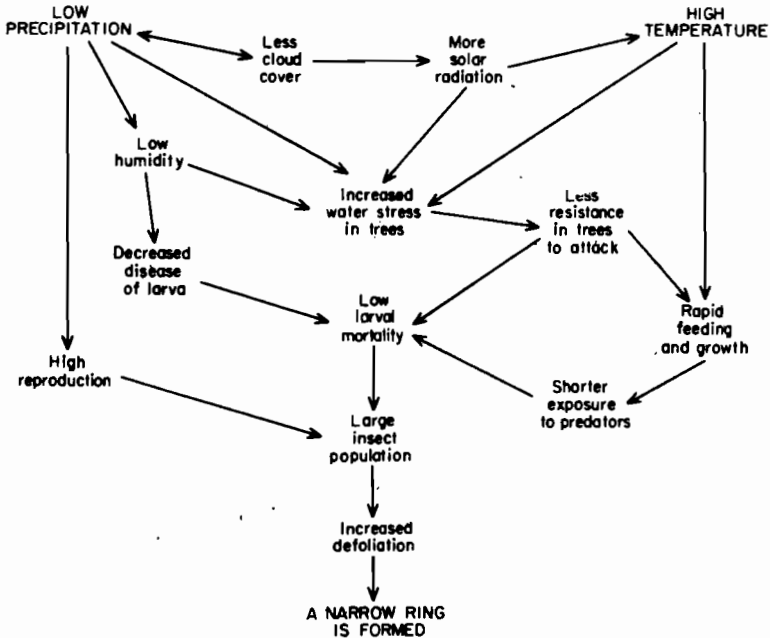 LOW
PRECIPITATION
Less
cloud
cover
More
solar
radiation
HIGH
TEMPERATURE
Low
humidity
Increased
water stress
in trees
Less
resistance
in trees
to attack
Decreased
disease
of larva
Low
larval
mortality
Rapid
feeding
and growth
High
reproduction
Shorter
exposure
to predators
Large
insect
population
Increased
defoliation
A NARROW RING
IS FORMED